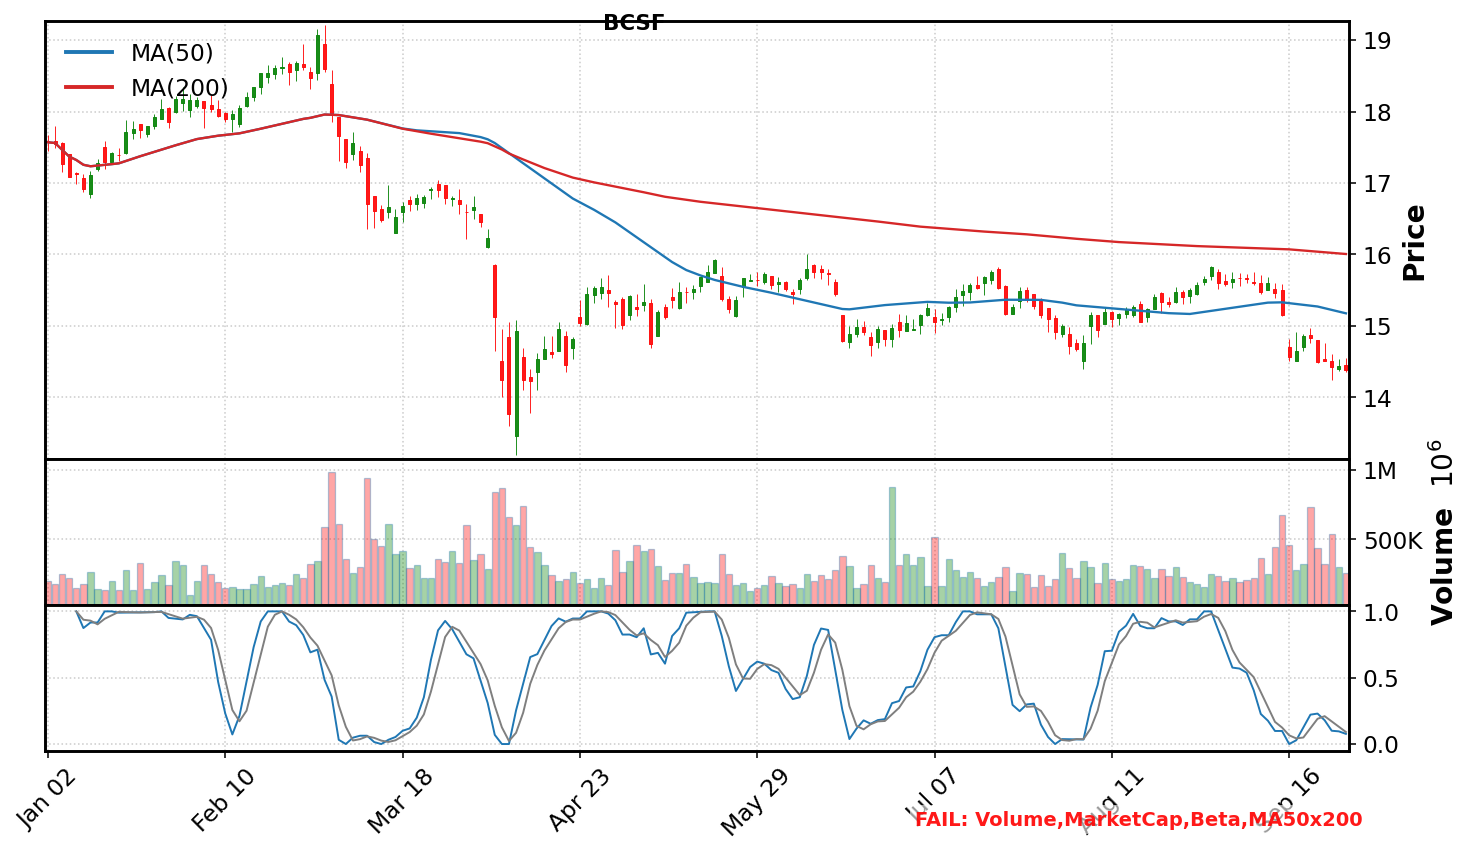 BCSF
MA(50)
MA(200)
19
18
17
16
15
14
Price
1M
500K
Volume 10⁶
1.0
0.5
0.0
Jan 02
Feb 10
Mar 18
Apr 23
May 29
Jul 07
Aug 11
Sep 16
FAIL: Volume,MarketCap,Beta,MA50x200